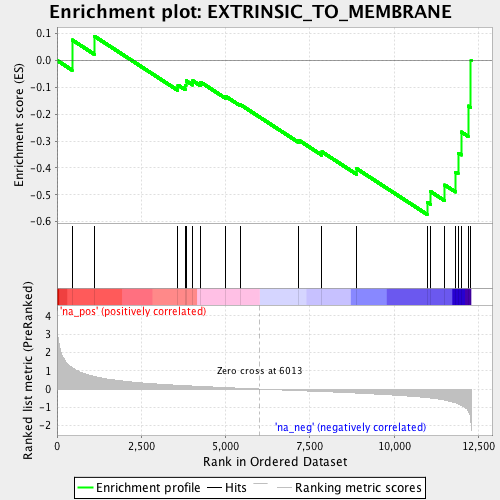 Enrichment plot: EXTRINSIC_TO_MEMBRANE
Enrichment score (ES)
0.1
0.0
-0.1
-0.2
-0.3
-0.4
-0.5
-0.6
'na_pos' (positively correlated)
Ranked list metric (PreRanked)
4
3
2
1
0
-1
-2
Zero cross at 6013
'na_neg' (negatively correlated)
0
2,500
5,000
7,500
10,000
12,500
Rank in Ordered Dataset
Enrichment profile
Hits
Ranking metric scores